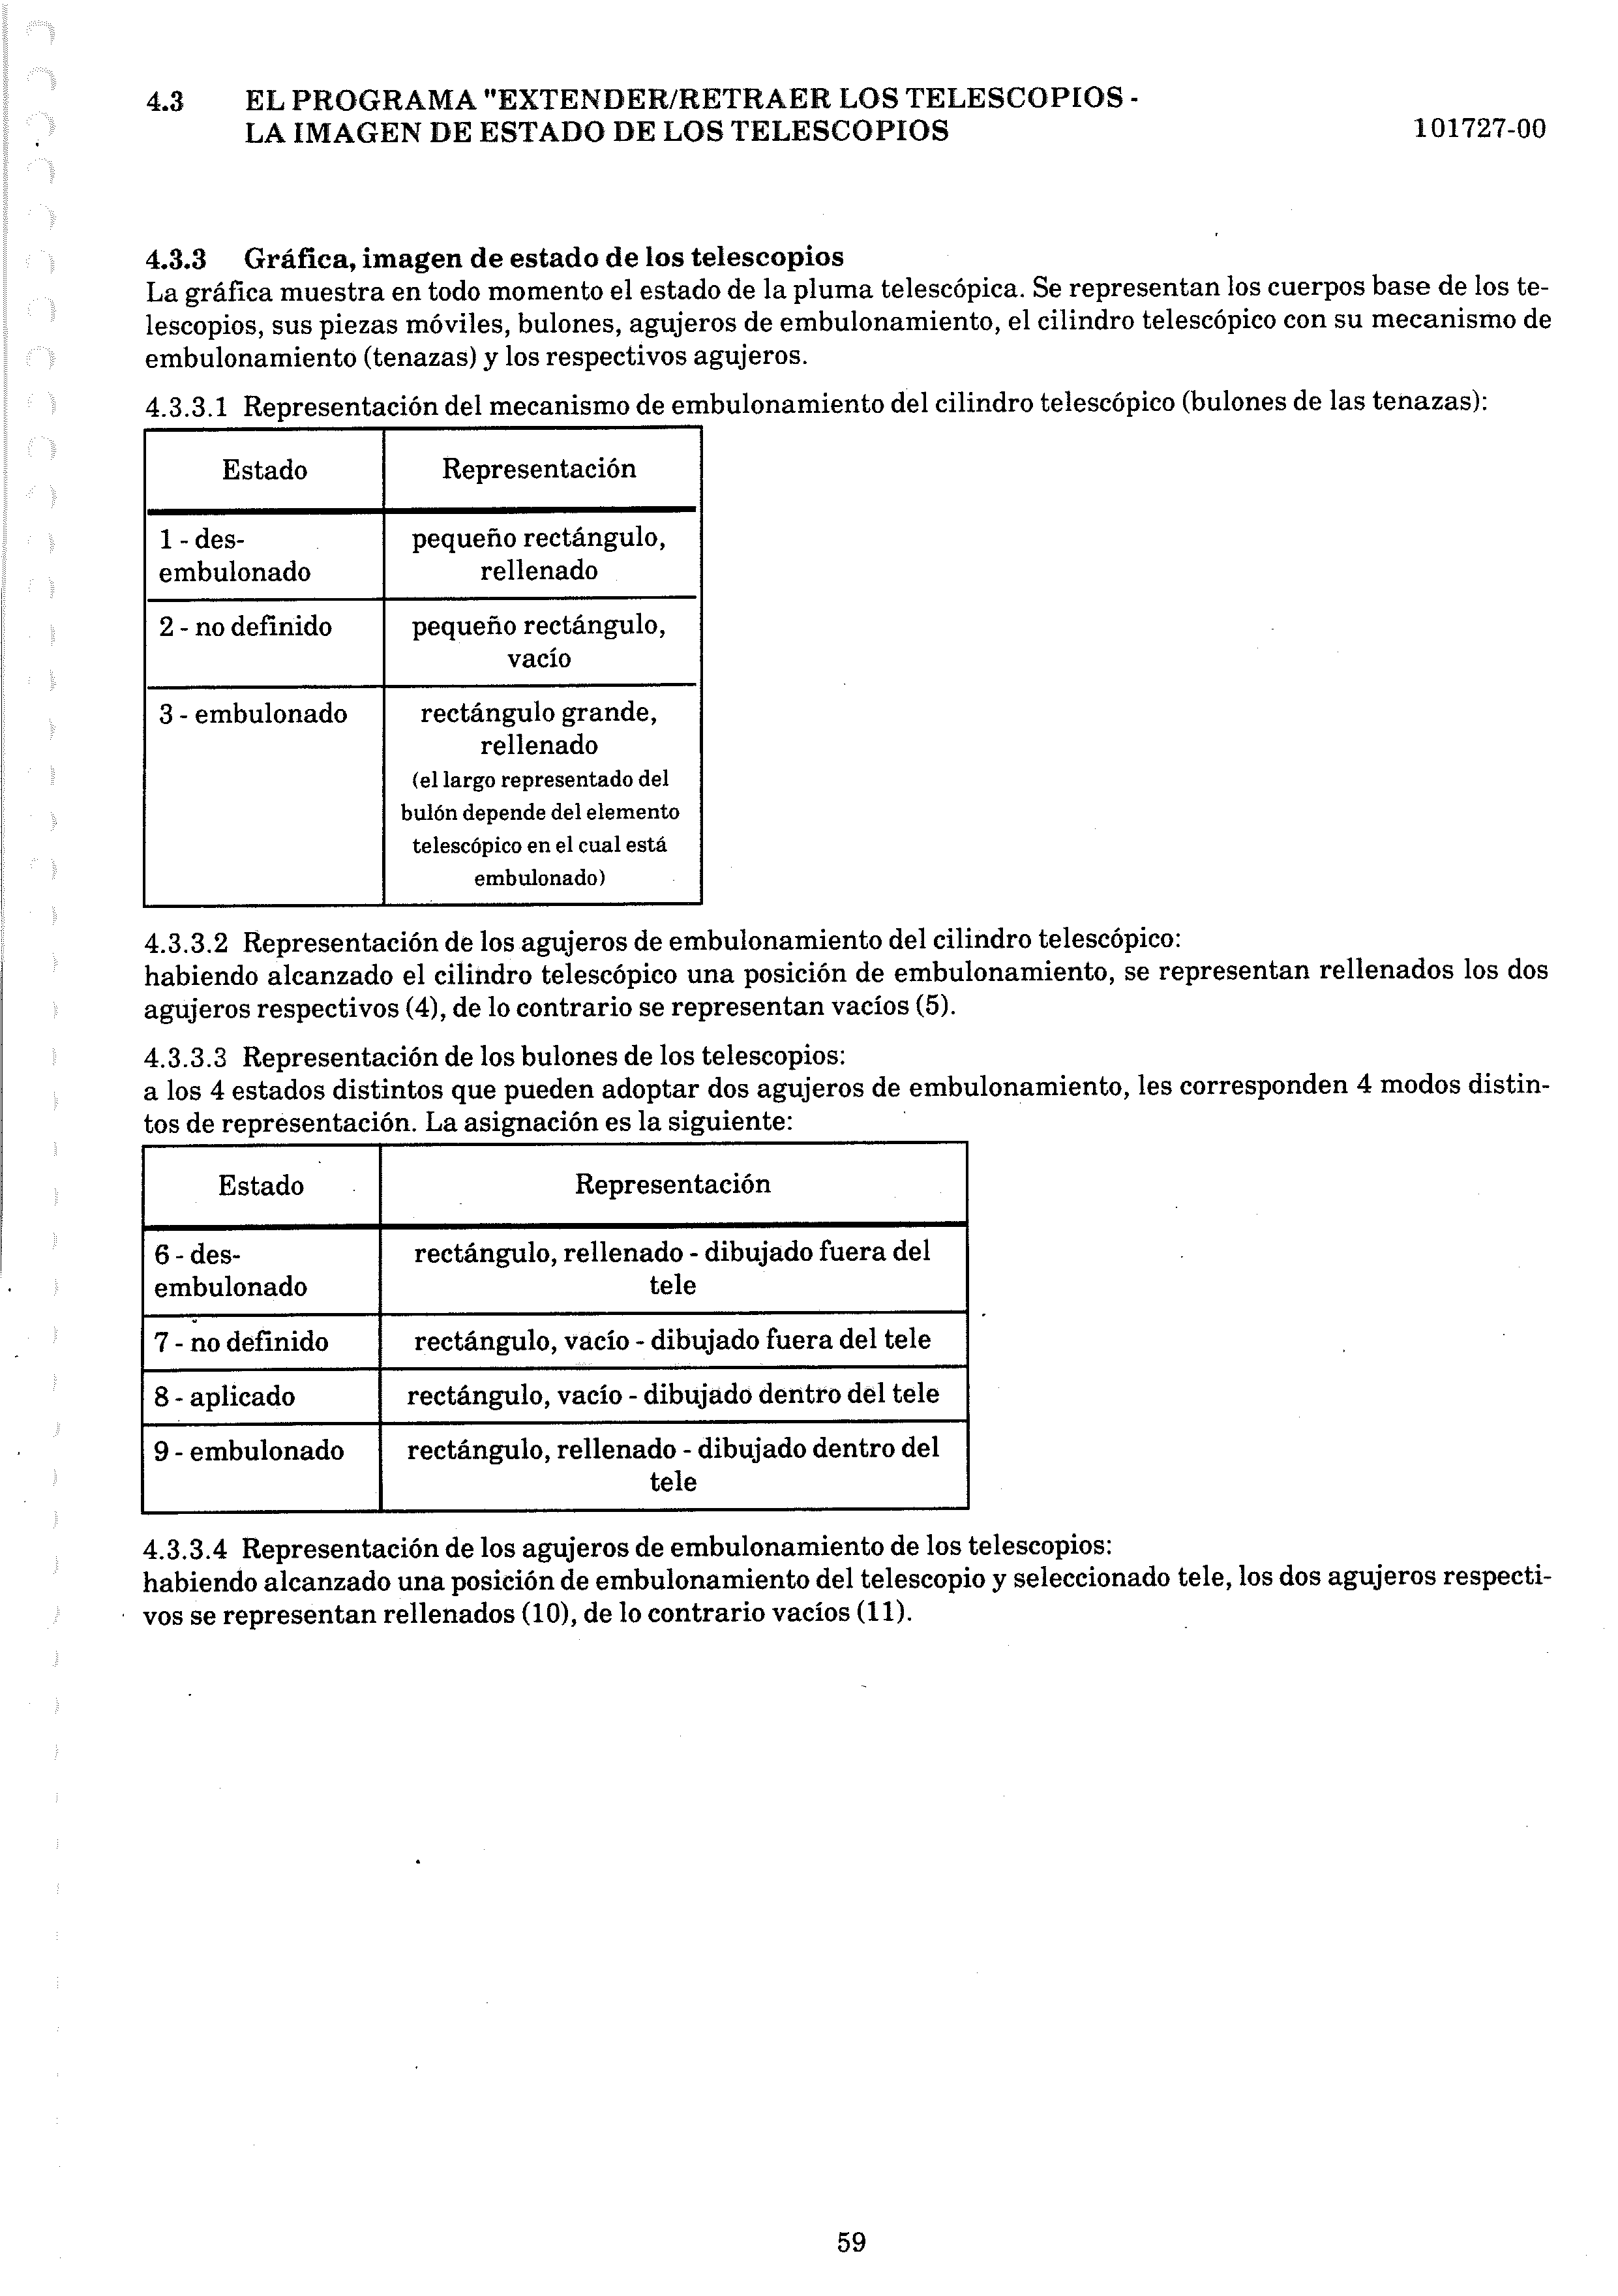 4.3 EL PROGRAMA "EXTENDER/RETRAER LOS TELESCOPIOS -
LA IMAGEN DE ESTADO DE LOS TELESCOPIOS 101727-00
4.3.3 Gráfica, imagen de estado de los telescopios
La gráfica muestra en todo momento el estado de la pluma telescópica. Se representan los cuerpos base de los te-
lescopios, sus piezas móviles, bulones, agujeros de embulonamiento, el cilindro telescópico con su mecanismo de
embulonamiento (tenazas) y los respectivos agujeros.
4.3.3.1 Representación del mecanismo de embulonamiento del cilindro telescópico (bulones de las tenazas):
Estado Representación
1 - des- pequeño rectángulo,
embulonado rellenado
2 - no definido pequeño rectángulo,
vacío
3 - embulonado rectángulo grande,
rellenado
(el largo representado del
bulón depende del elemento
telescópico en el cual está
embulonado)
4.3.3.2 Representación de los agujeros de embulonamiento del cilindro telescópico:
habiendo alcanzado el cilindro telescópico una posición de embulonamiento, se representan rellenados los dos
agujeros respectivos (4), de lo contrario se representan vacíos (5).
4.3.3.3 Representación de los bulones de los telescopios:
a los 4 estados distintos que pueden adoptar dos agujeros de embulonamiento, les corresponden 4 modos distin-
tos de representación. La asignación es la siguiente:
Estado Representación
6 - des- rectángulo, rellenado - dibujado fuera del
embulonado tele
7 - no definido rectángulo, vacío - dibujado fuera del tele
8 - aplicado rectángulo, vacío - dibujado dentro del tele
9 - embulonado rectángulo, rellenado - dibujado dentro del
tele
4.3.3.4 Representación de los agujeros de embulonamiento de los telescopios:
habiendo alcanzado una posición de embulonamiento del telescopio y seleccionado tele, los dos agujeros respecti-
vos se representan rellenados (10), de lo contrario vacíos (11).
59